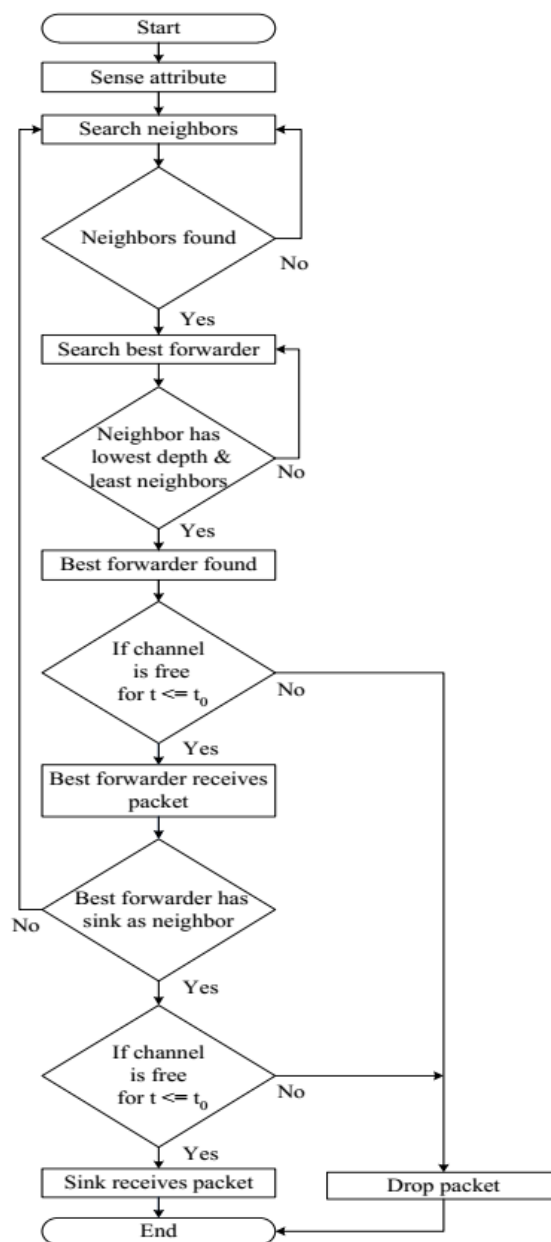 Start
Sense attribute
Search neighbors
Neighbors found
No
Yes
Search best forwarder
Neighbor has
lowest depth &
least neighbors
No
Yes
Best forwarder found
If channel
is free
for t <= t₀
No
Yes
Best forwarder receives
packet
Best forwarder has
sink as neighbor
No
Yes
If channel
is free
for t <= t₀
No
Yes
Sink receives packet
Drop packet
End